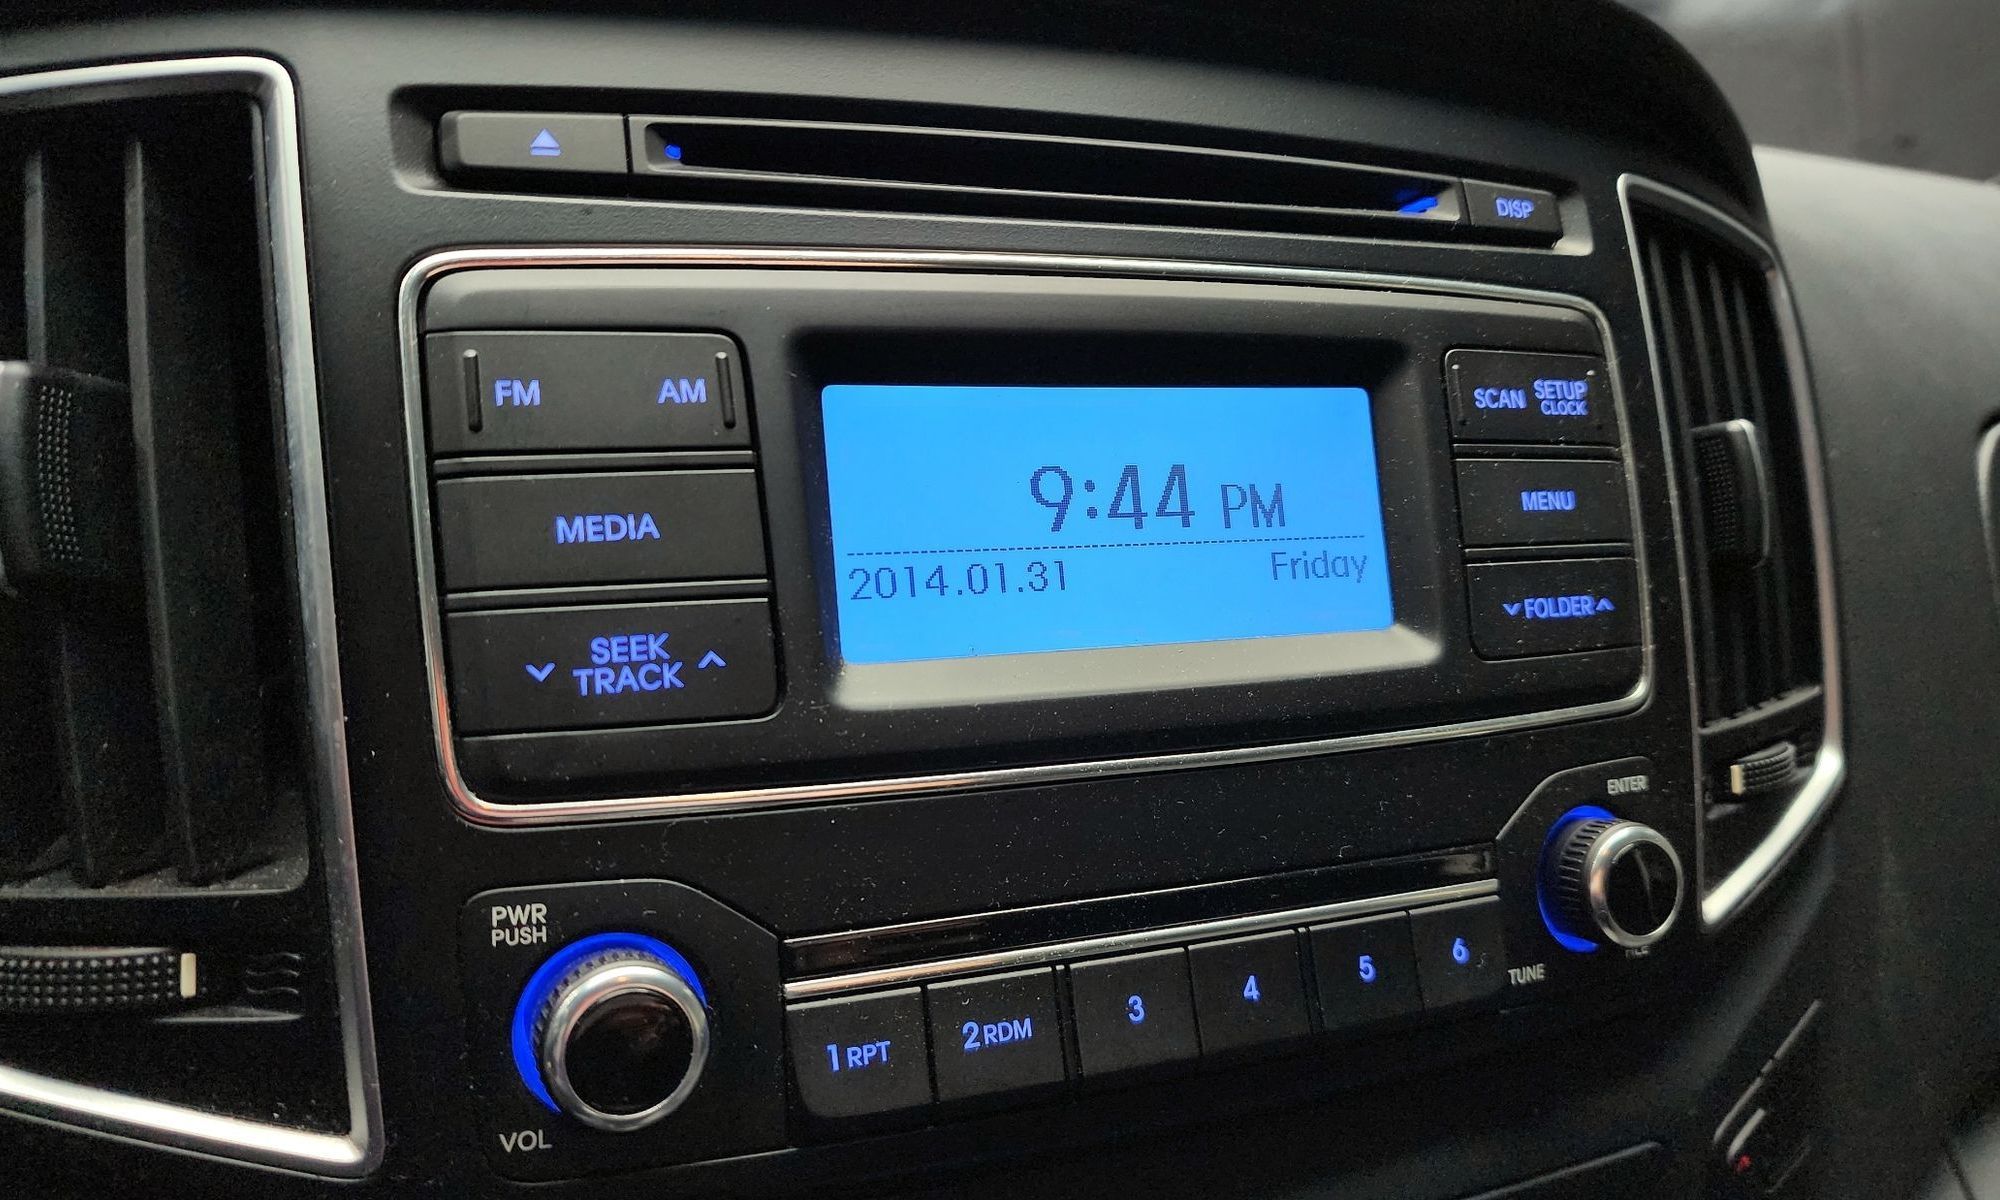 DISP
FM AM
SCAN SETUP
CLOCK
MEDIA
9:44 PM
MENU
2014.01.31 Friday
FOLDER
SEEK
TRACK
ENTER
PWR
PUSH
VOL
1 RPT 2 RDM 3 4 5 6
TUNE